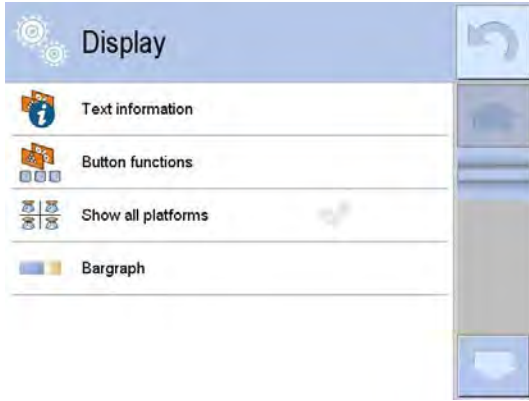 Display
Text information
Button functions
Show all platforms
Bargraph